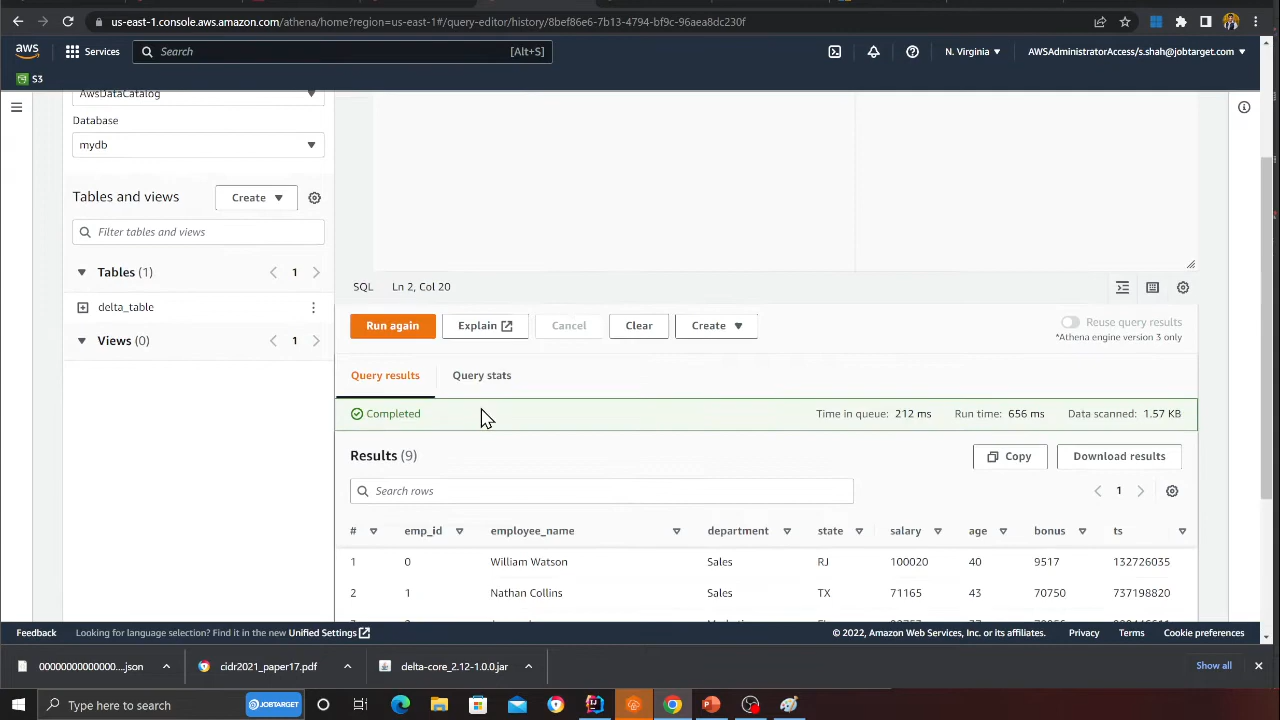 us-east-1.console.aws.amazon.com/athena/home?region=us-east-1#/query-editor/history/8bef86e6-7b13-4794-bf9c-96aea8dc230f
aws Services Search [Alt+S] N. Virginia AWSAdministratorAccess/s.shah@jobtarget.com
S3
AwsDataCatalog
Database
mydb
Tables and views Create
Filter tables and views
Tables (1) 1
delta_table
Views (0) 1
SQL Ln 2, Col 20
Run again Explain Cancel Clear Create Reuse query results
*Athena engine version 3 only
Query results Query stats
Completed Time in queue: 212 ms Run time: 656 ms Data scanned: 1.57 KB
Results (9) Copy Download results
Search rows 1
# emp_id employee_name department state salary age bonus ts
1 0 William Watson Sales RJ 100020 40 9517 132726035
2 1 Nathan Collins Sales TX 71165 43 70750 737198820
Feedback Looking for language selection? Find it in the new Unified Settings © 2022, Amazon Web Services, Inc. or its affiliates. Privacy Terms Cookie preferences
00000000000000....json cidr2021_paper17.pdf delta-core_2.12-1.0.0.jar Show all
Type here to search JOBTARGET